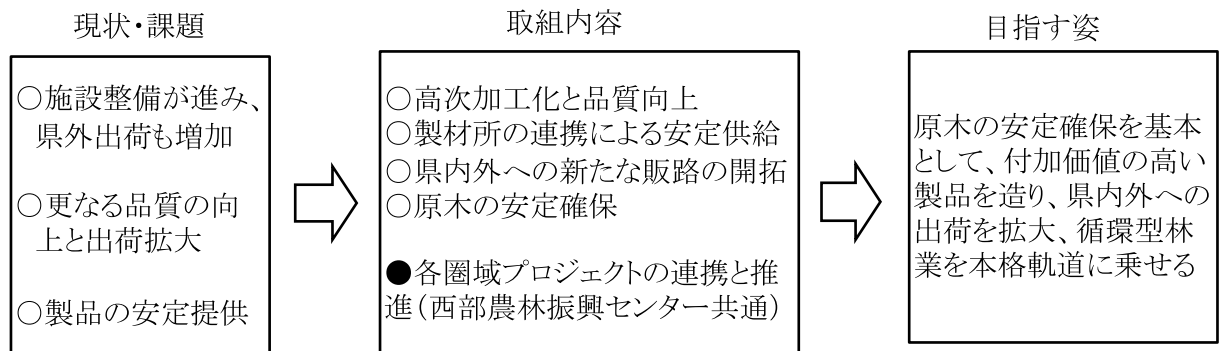 現状・課題
○施設整備が進み、
県外出荷も増加
○更なる品質の向
上と出荷拡大
○製品の安定提供
取組内容
○高次加工化と品質向上
○製材所の連携による安定供給
○県内外への新たな販路の開拓
○原木の安定確保
●各圏域プロジェクトの連携と推
進(西部農林振興センター共通)
目指す姿
原木の安定確保を基本
として、付加価値の高い
製品を造り、県内外への
出荷を拡大、循環型林
業を本格軌道に乗せる